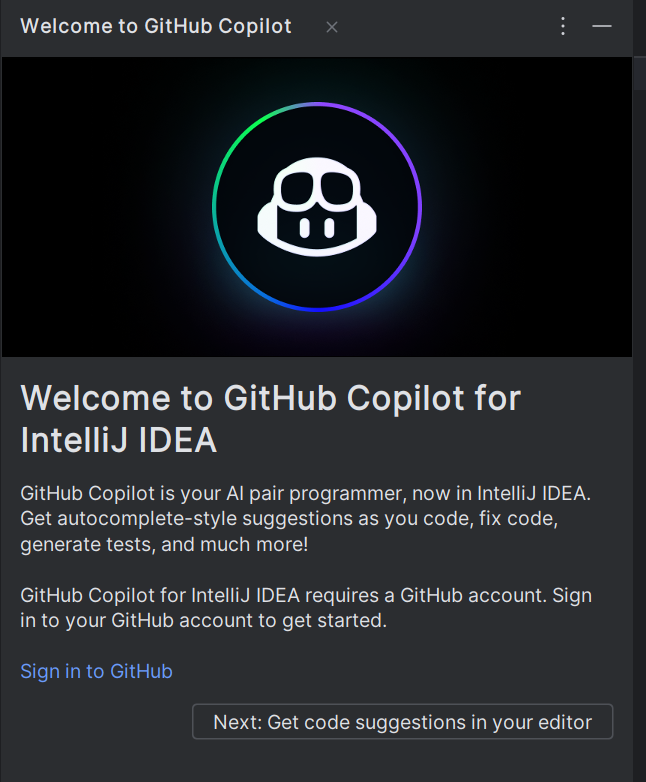 Welcome to GitHub Copilot
Welcome to GitHub Copilot for
IntelliJ IDEA
GitHub Copilot is your AI pair programmer, now in IntelliJ IDEA.
Get autocomplete-style suggestions as you code, fix code,
generate tests, and much more!
GitHub Copilot for IntelliJ IDEA requires a GitHub account. Sign
in to your GitHub account to get started.
Sign in to GitHub
Next: Get code suggestions in your editor